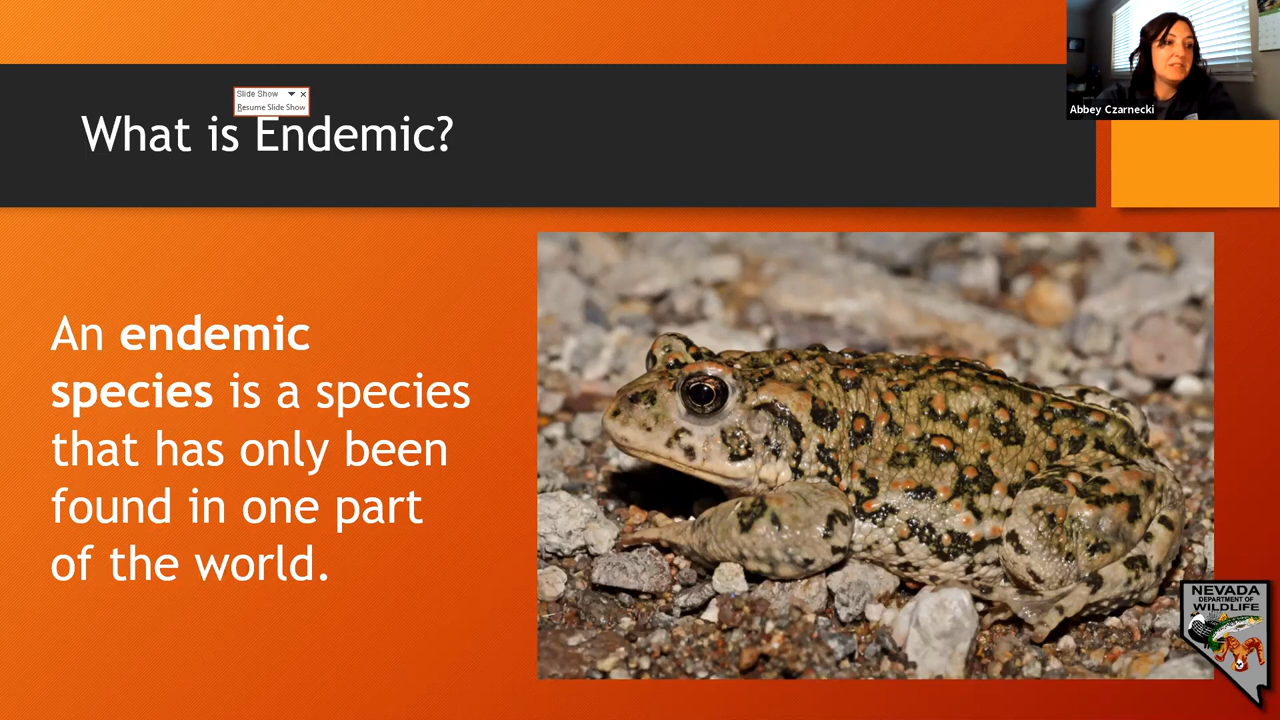 Abbey Czarnecki
Slide Show
Resume Slide Show
What is Endemic?
An endemic
species is a species
that has only been
found in one part
of the world.
NEVADA
DEPARTMENT OF
WILDLIFE